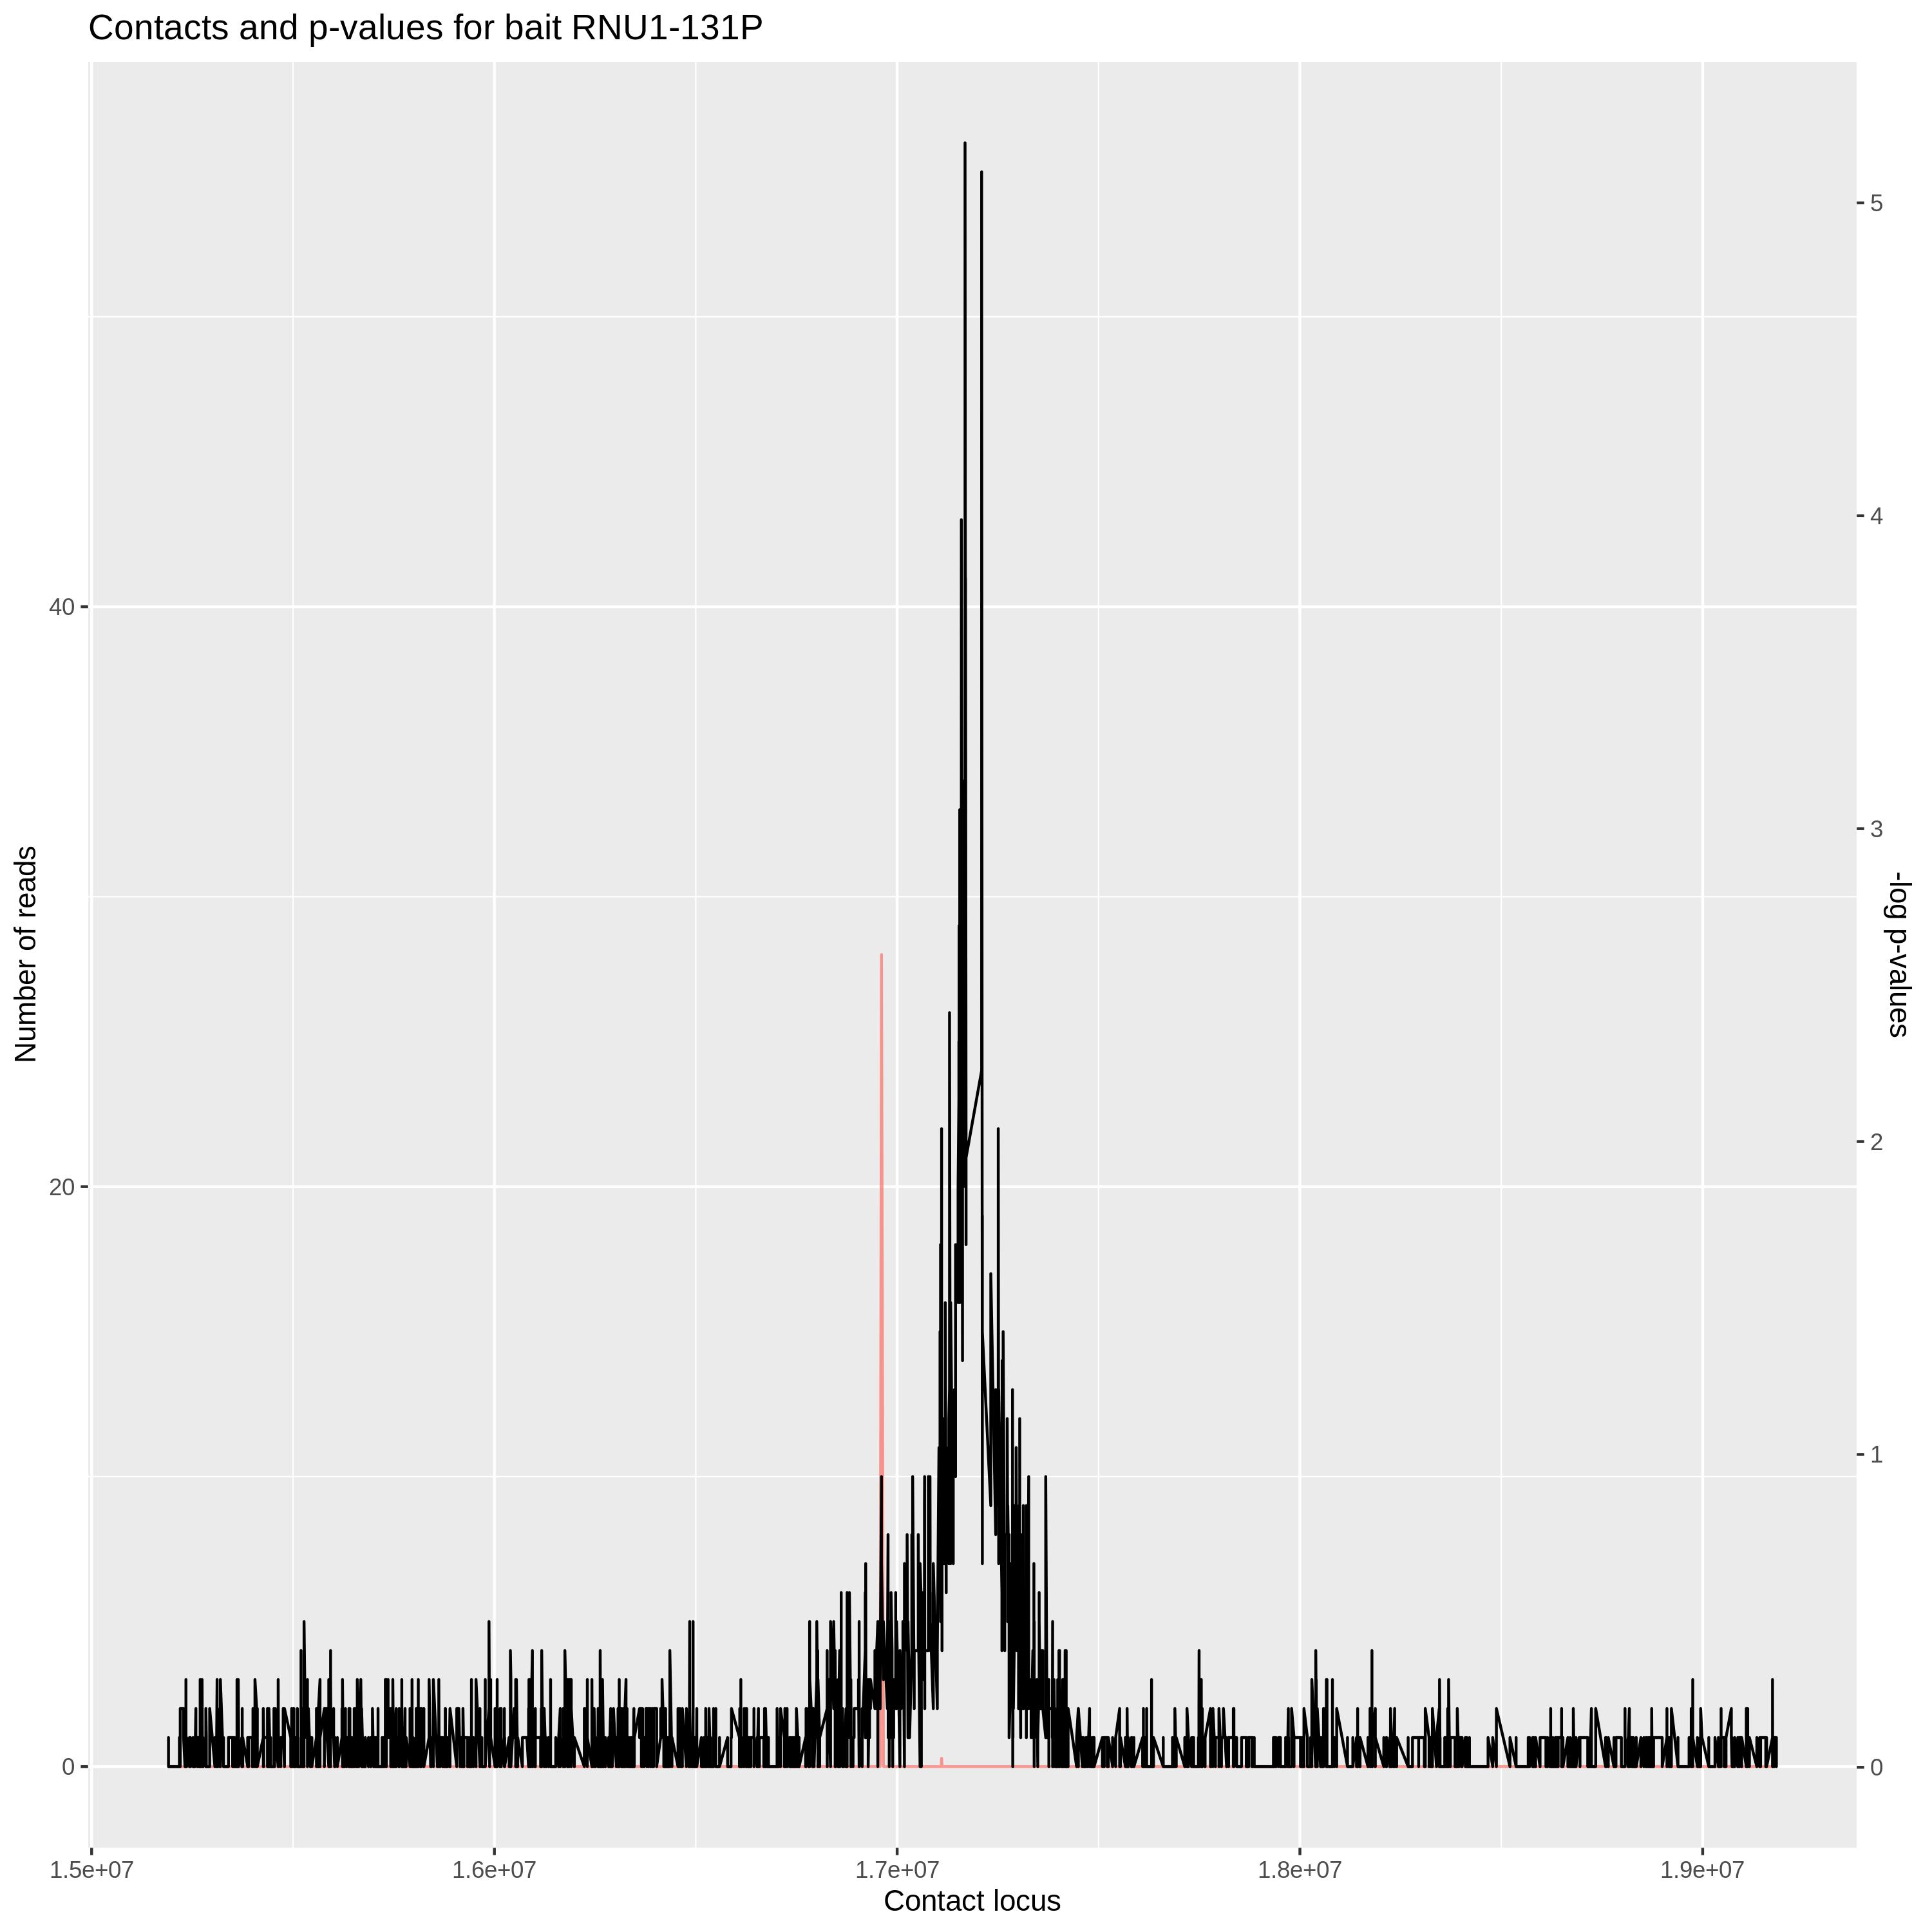 Contacts and p-values for bait RNU1-131P
Number of reads
40
20
0
5
4
3
2
1
0
-log p-values
1.5e+07
1.6e+07
1.7e+07
1.8e+07
1.9e+07
Contact locus